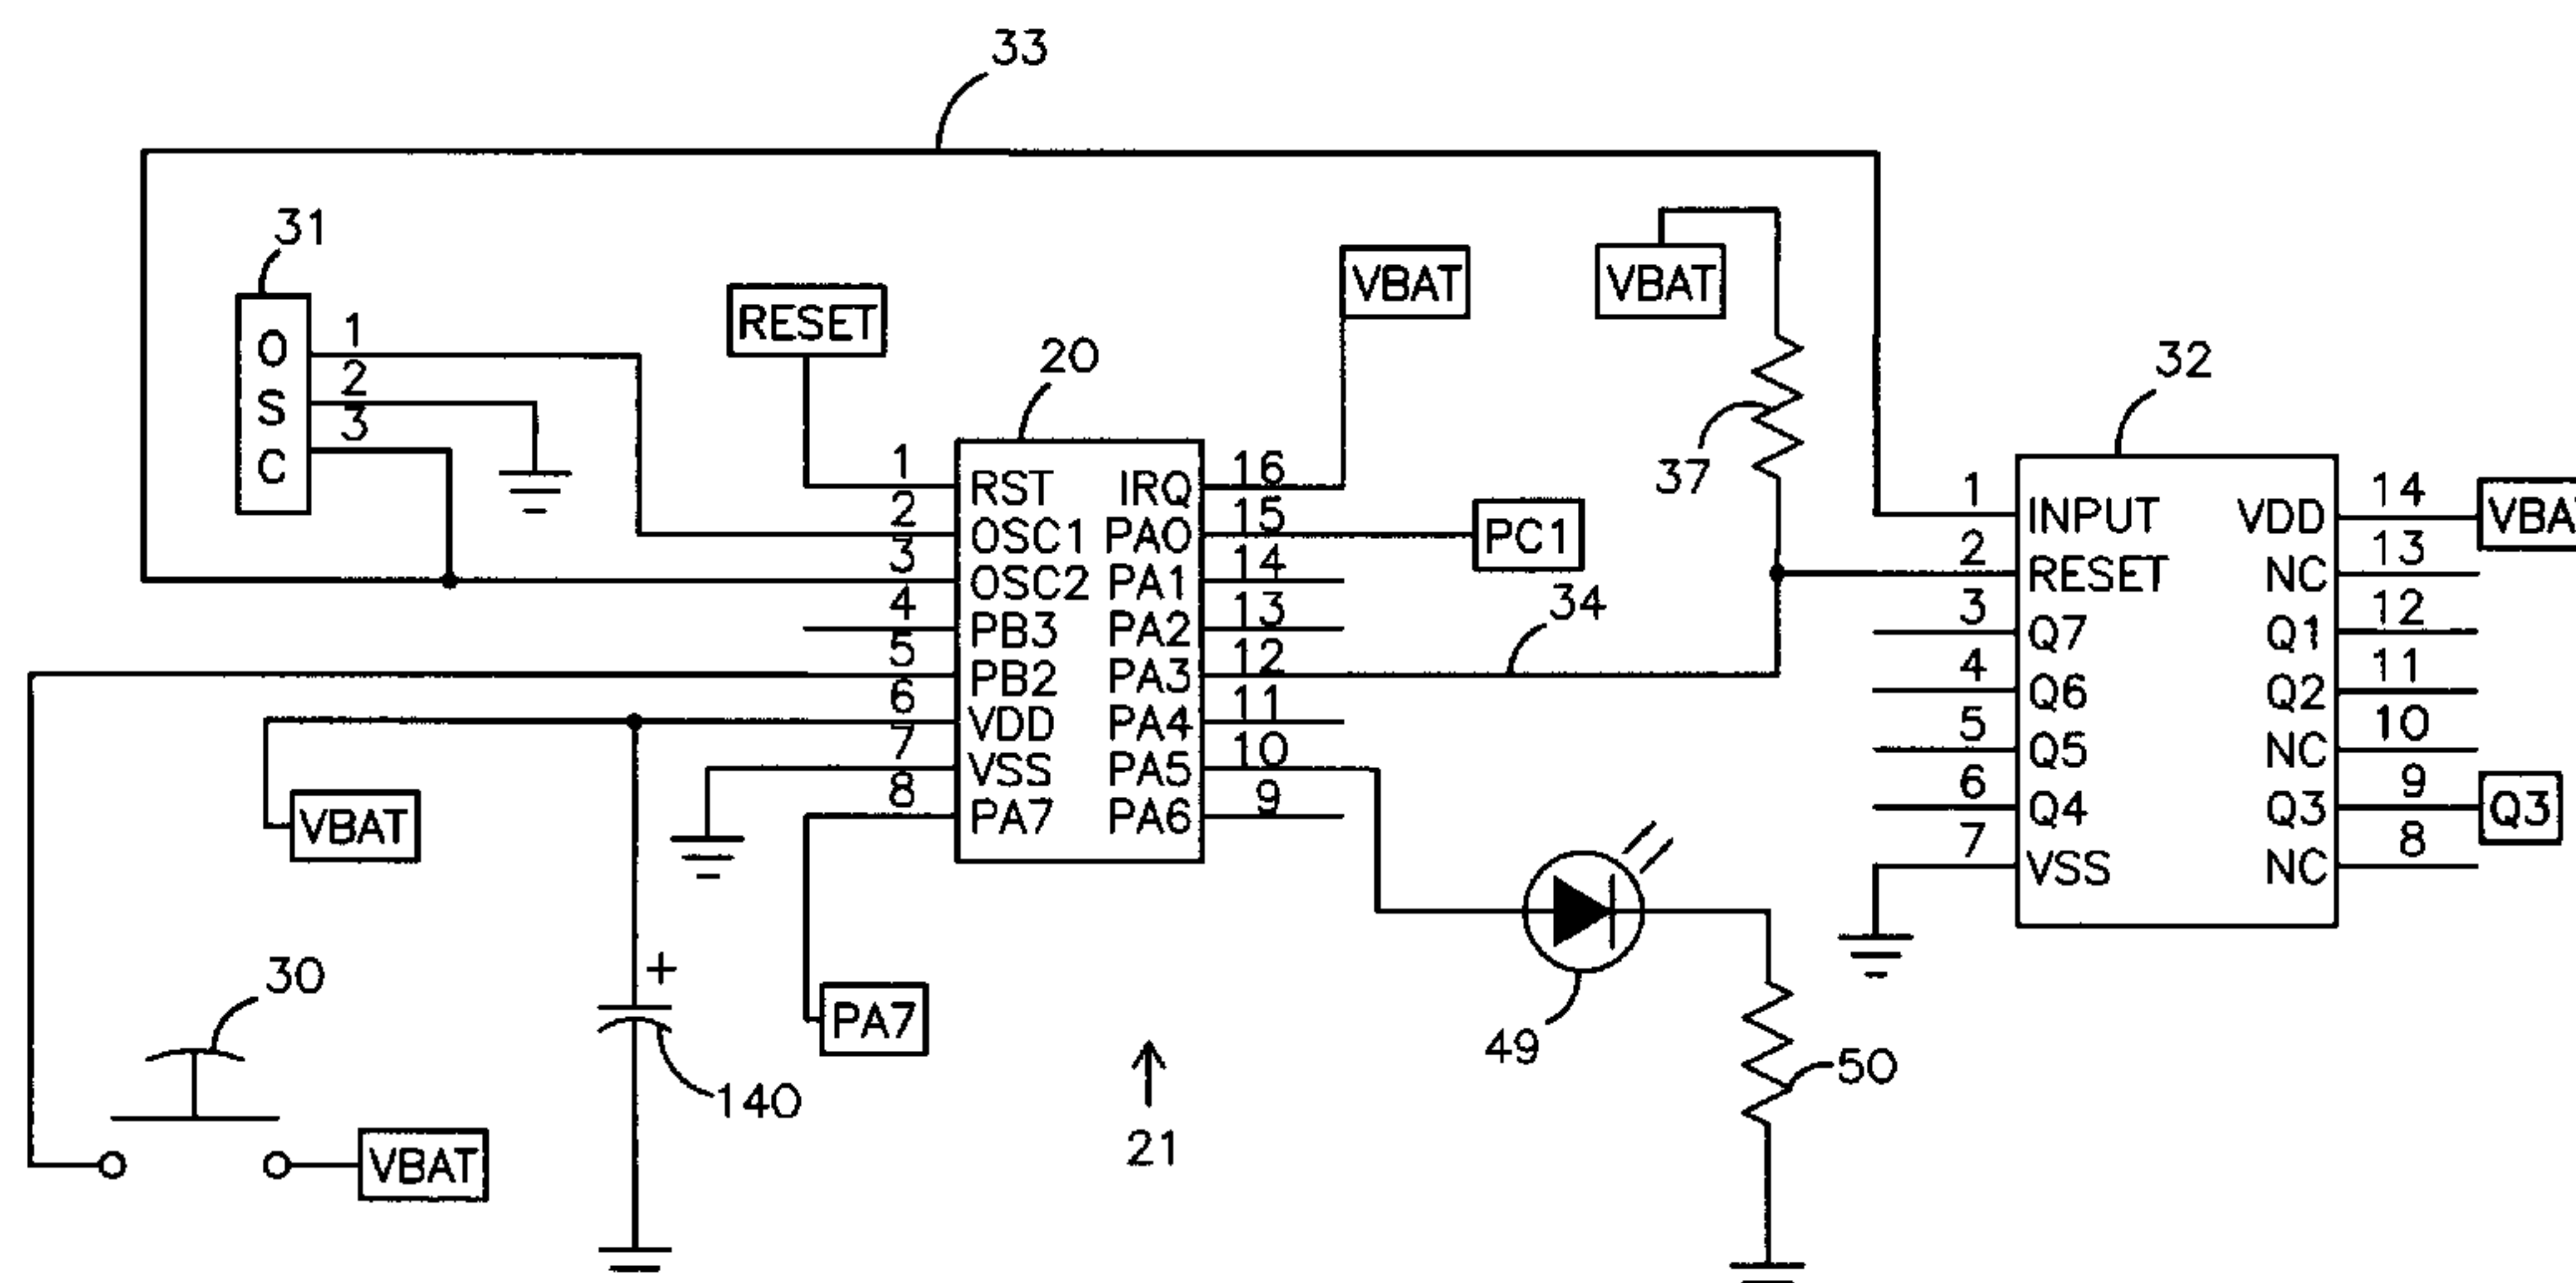 33
31
O
S
C
1
2
3
RESET
VBAT
VBAT
37
20
1 RST IRQ 16
2 OSC1 PA0 15
3 OSC2 PA1 14
4 PB3 PA2 13
5 PB2 PA3 12
6 VDD PA4 11
7 VSS PA5 10
8 PA7 PA6 9
PC1
34
32
1 INPUT VDD 14
2 RESET NC 13
3 Q7 Q1 12
4 Q6 Q2 11
5 Q5 NC 10
6 Q4 Q3 9
7 VSS NC 8
VBA
Q3
VBAT
30
VBAT
140
PA7
21
49
50